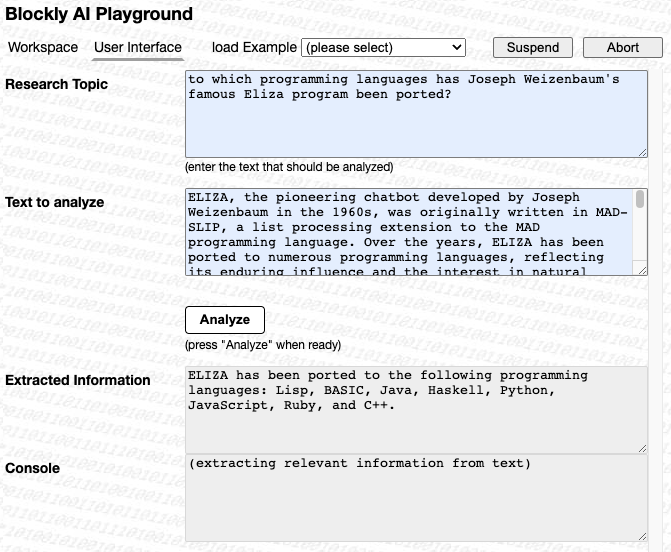 Blockly AI Playground
Workspace User Interface load Example (please select) Suspend Abort
Research Topic
to which programming languages has Joseph Weizenbaum's
famous Eliza program been ported?
(enter the text that should be analyzed)
Text to analyze
ELIZA, the pioneering chatbot developed by Joseph
Weizenbaum in the 1960s, was originally written in MAD-
SLIP, a list processing extension to the MAD
programming language. Over the years, ELIZA has been
ported to numerous programming languages, reflecting
its enduring influence and the interest in natural
Analyze
(press "Analyze" when ready)
Extracted Information
ELIZA has been ported to the following programming
languages: Lisp, BASIC, Java, Haskell, Python,
JavaScript, Ruby, and C++.
Console
(extracting relevant information from text)